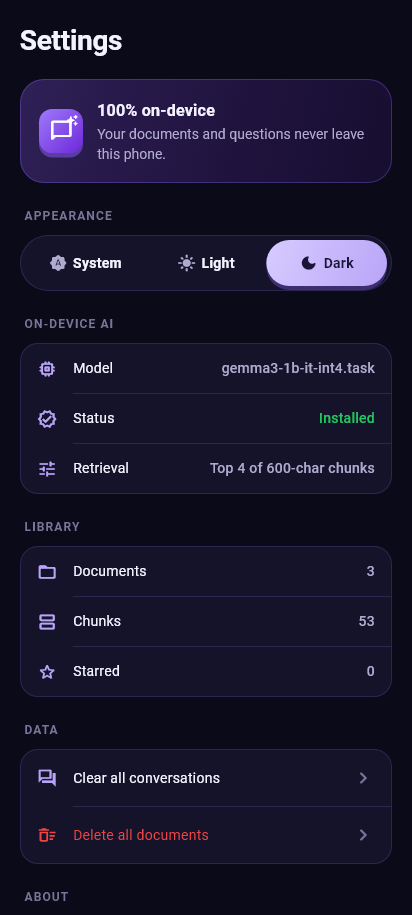 Settings
100% on-device
Your documents and questions never leave
this phone.
APPEARANCE
System Light Dark
ON-DEVICE AI
Model gemma3-1b-it-int4.task
Status Installed
Retrieval Top 4 of 600-char chunks
LIBRARY
Documents 3
Chunks 53
Starred 0
DATA
Clear all conversations
Delete all documents
ABOUT